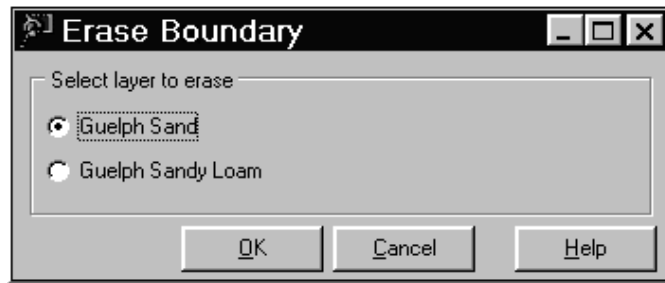 Erase Boundary
Select layer to erase
Guelph Sand
Guelph Sandy Loam
OK Cancel Help